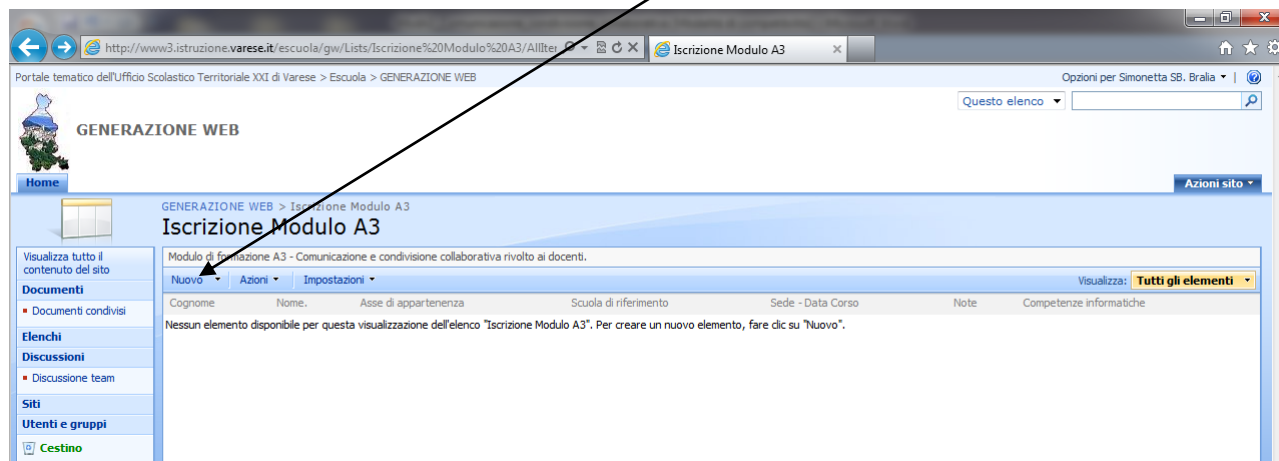 http://www3.istruzione.varese.it/escuola/gw/Lists/Iscrizione%20Modulo%20A3/AllIter
Iscrizione Modulo A3
Portale tematico dell'Ufficio Scolastico Territoriale XXI di Varese > Escuola > GENERAZIONE WEB
Opzioni per Simonetta SB. Bralia
Questo elenco
GENERAZIONE WEB
Home
Azioni sito
GENERAZIONE WEB > Iscrizione Modulo A3
Iscrizione Modulo A3
Visualizza tutto il contenuto del sito
Modulo di formazione A3 - Comunicazione e condivisione collaborativa rivolto ai docenti.
Nuovo Azioni Impostazioni Visualizza: Tutti gli elementi
Cognome Nome. Asse di appartenenza Scuola di riferimento Sede - Data Corso Note Competenze informatiche
Nessun elemento disponibile per questa visualizzazione dell'elenco "Iscrizione Modulo A3". Per creare un nuovo elemento, fare clic su "Nuovo".
Documenti
Documenti condivisi
Elenchi
Discussioni
Discussione team
Siti
Utenti e gruppi
Cestino